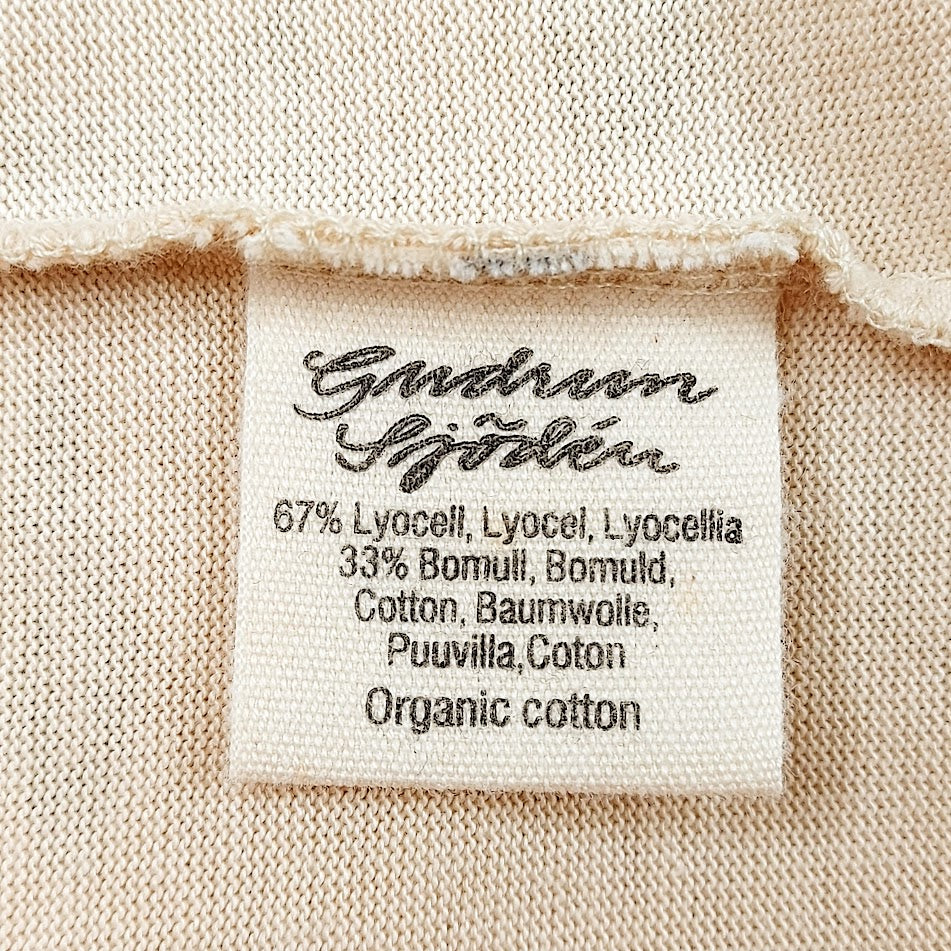 Gudrun
Sjödén
67% Lyocell, Lyocel, Lyocellia
33% Bomull, Bomuld,
Cotton, Baumwolle,
Puuvilla,Coton
Organic cotton